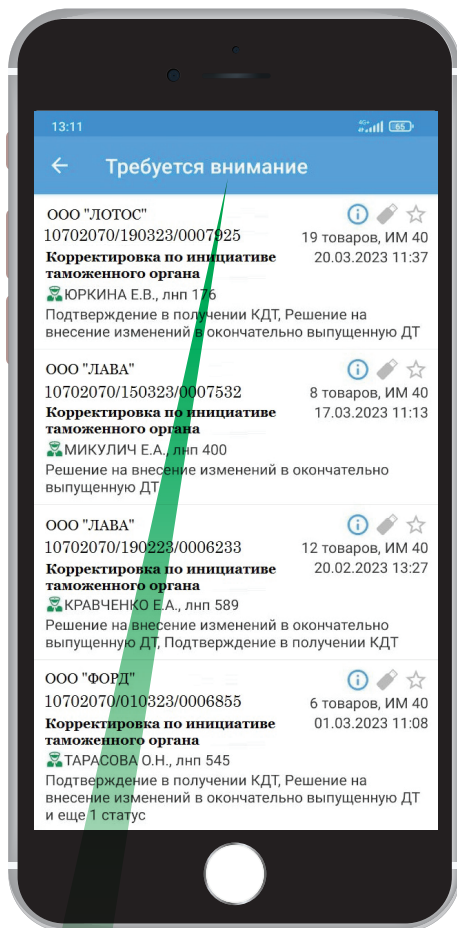 13:11
4G+ 65
Требуется внимание
ООО "ЛОТОС"
10702070/190323/0007925
19 товаров, ИМ 40
Корректировка по инициативе
20.03.2023 11:37
таможенного органа
ЮРКИНА Е.В., лнп 176
Подтверждение в получении КДТ, Решение на
внесение изменений в окончательно выпущенную ДТ
ООО "ЛАВА"
10702070/150323/0007532
8 товаров, ИМ 40
Корректировка по инициативе
17.03.2023 11:13
таможенного органа
МИКУЛИЧ Е.А., лнп 400
Решение на внесение изменений в окончательно
выпущенную ДТ
ООО "ЛАВА"
10702070/190223/0006233
12 товаров, ИМ 40
Корректировка по инициативе
20.02.2023 13:27
таможенного органа
КРАВЧЕНКО Е.А., лнп 589
Решение на внесение изменений в окончательно
выпущенную ДТ, Подтверждение в получении КДТ
ООО "ФОРД"
10702070/010323/0006855
6 товаров, ИМ 40
Корректировка по инициативе
01.03.2023 11:08
таможенного органа
ТАРАСОВА О.Н., лнп 545
Подтверждение в получении КДТ, Решение на
внесение изменений в окончательно выпущенную ДТ
и еще 1 статус